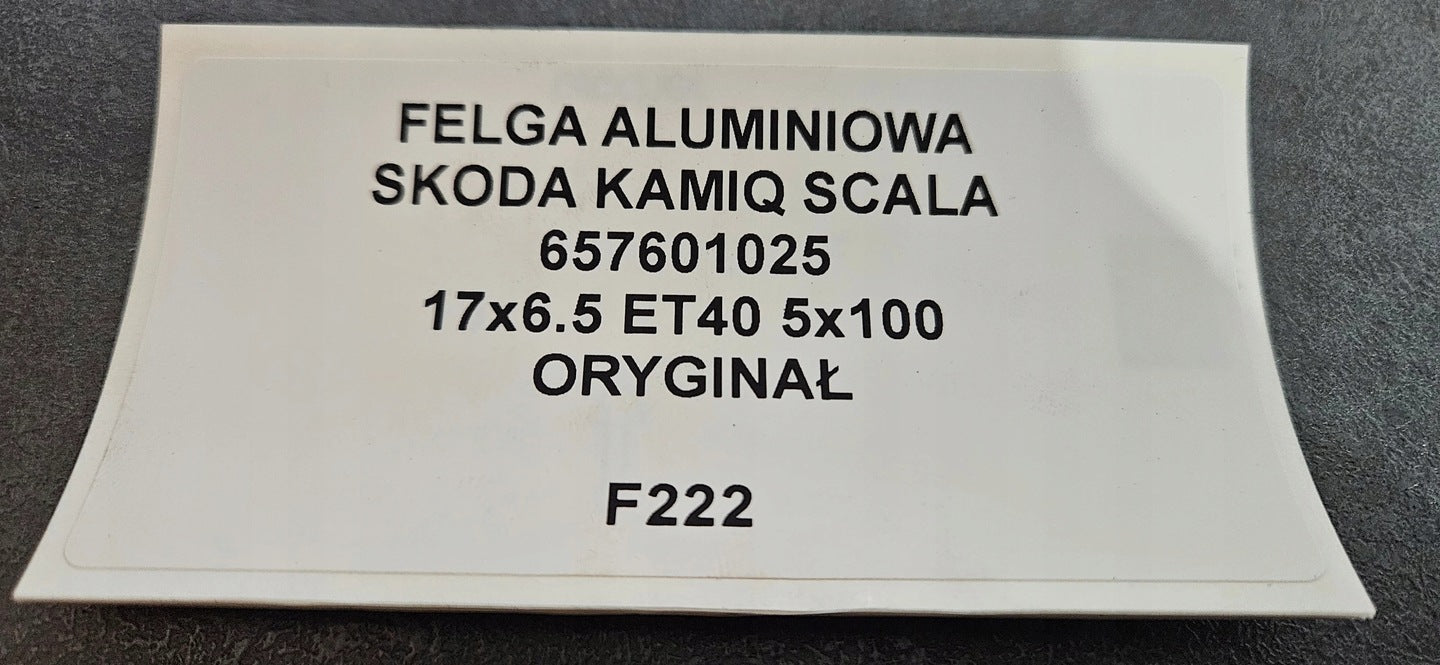 FELGA ALUMINIOWA
SKODA KAMIQ SCALA
657601025
17x6.5 ET40 5x100
ORYGINAŁ
F222